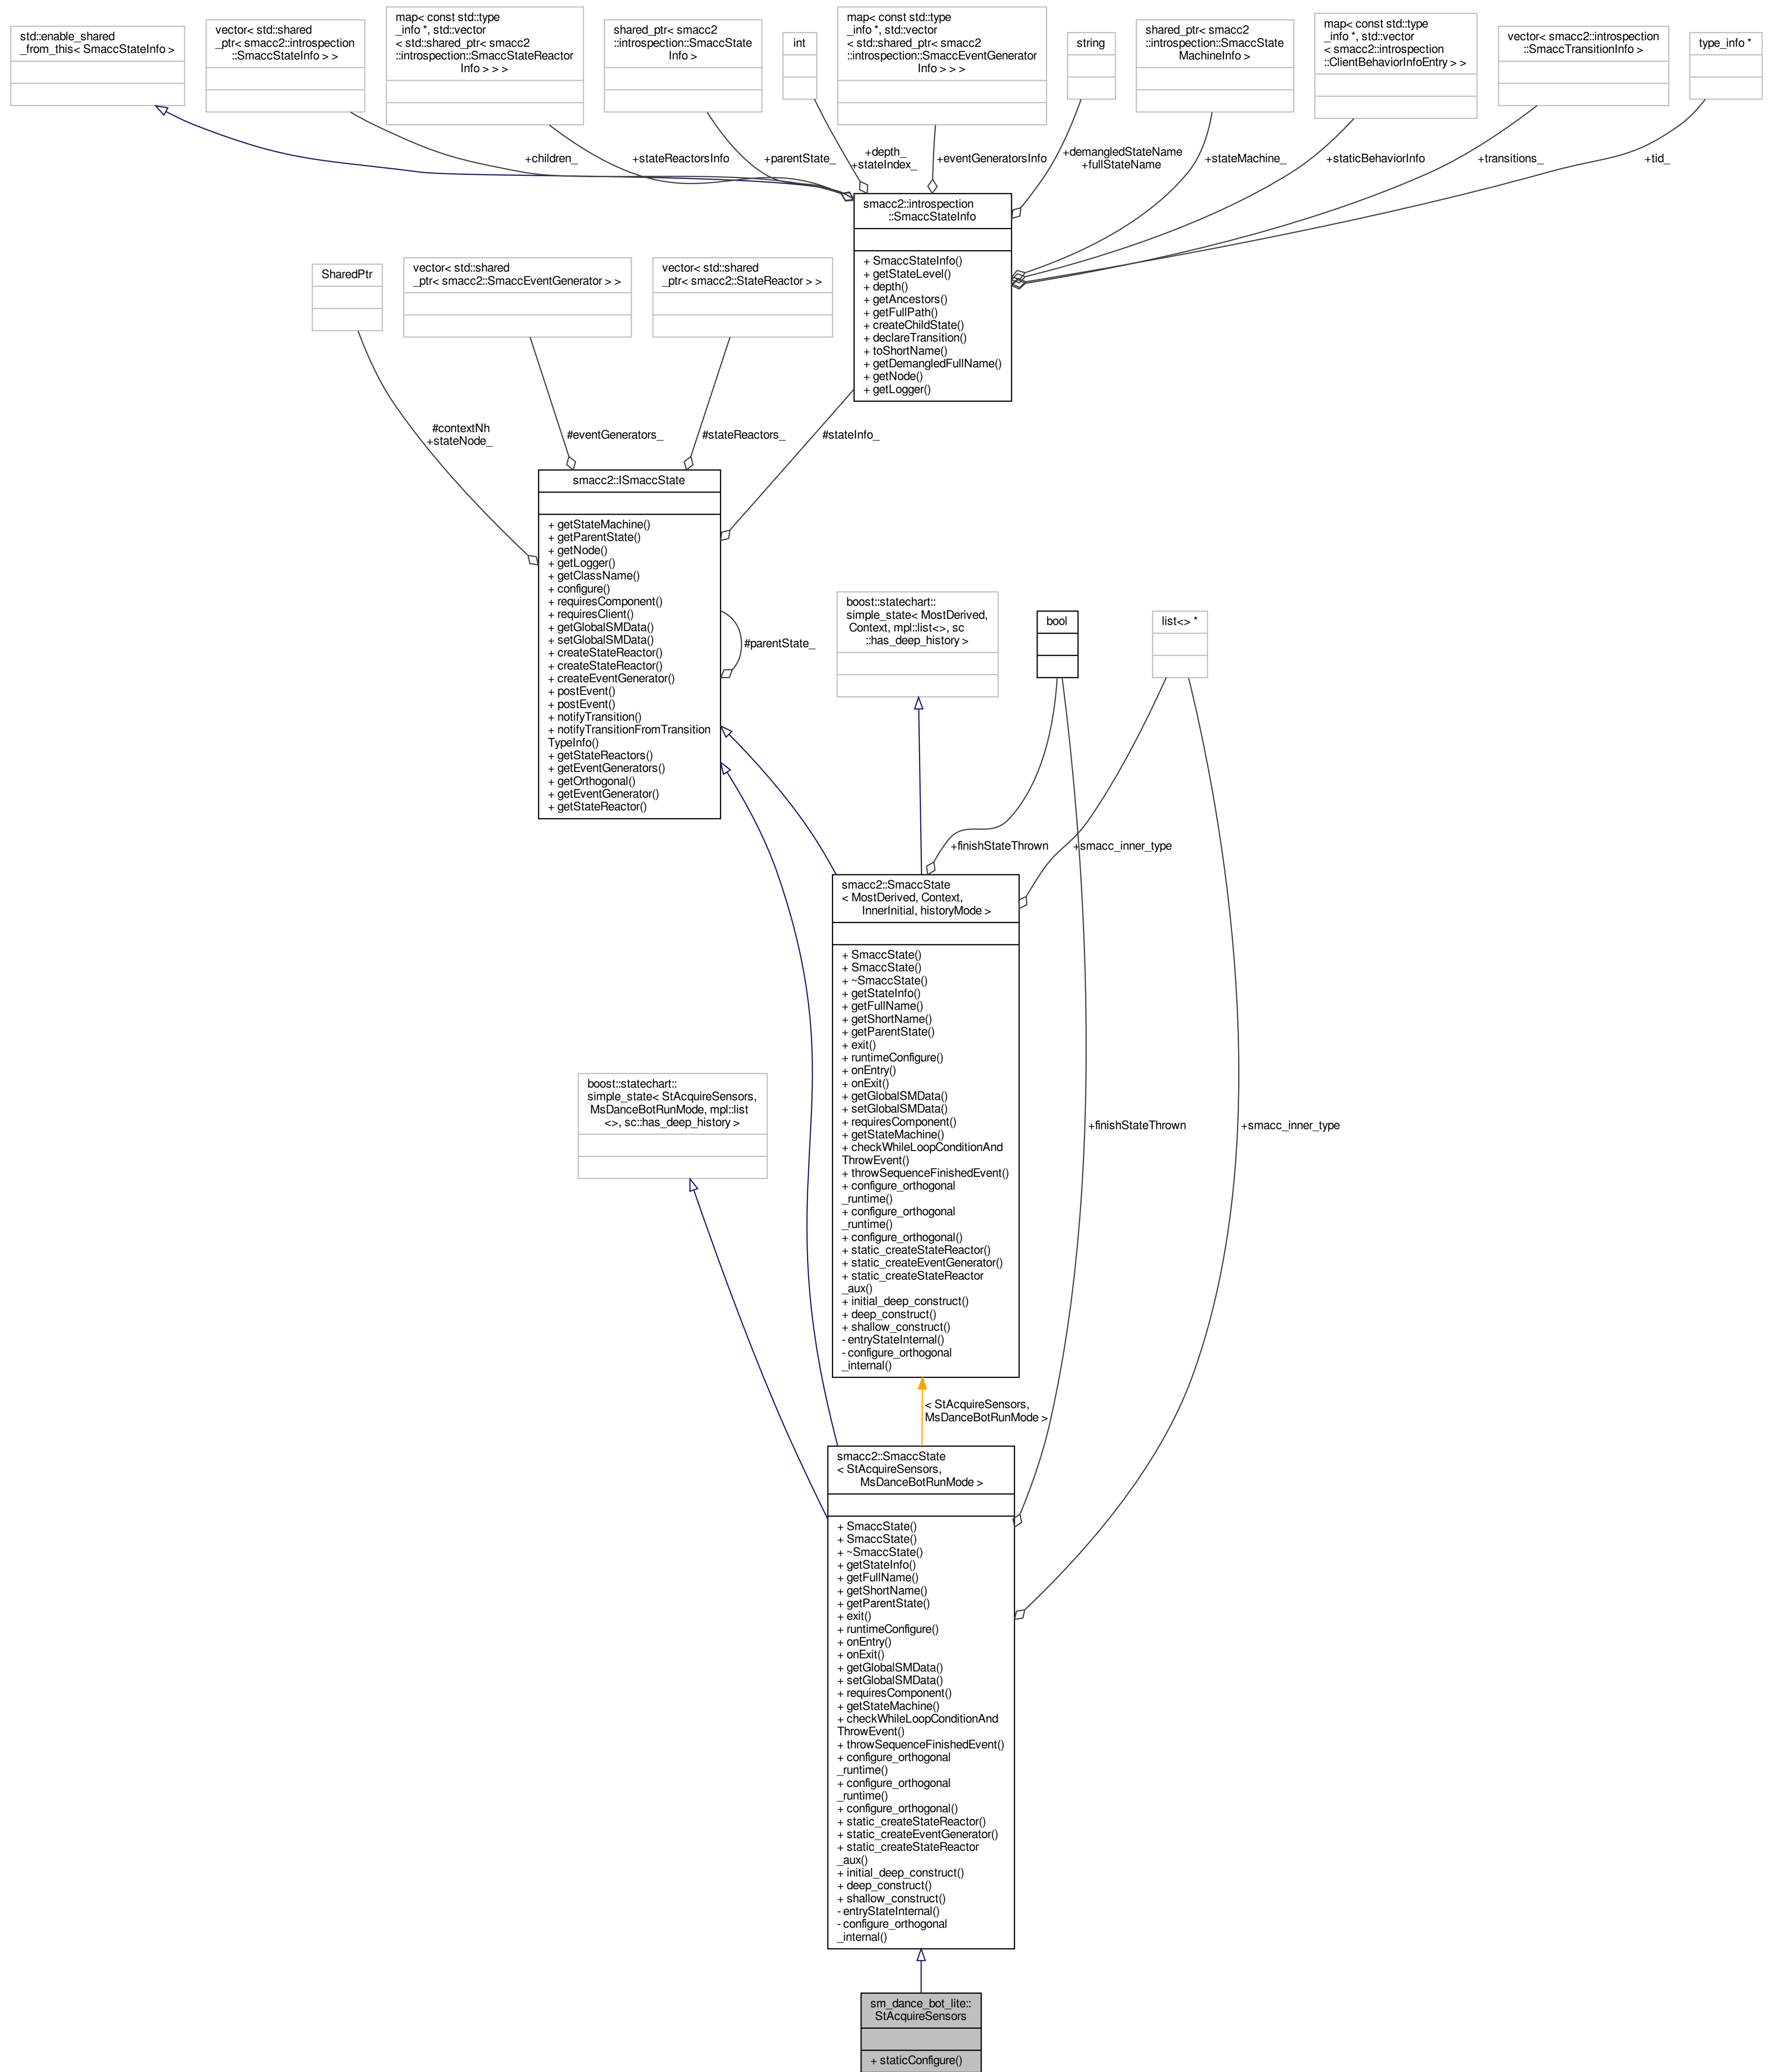 std::enable_shared
_from_this< SmaccStateInfo >
vector< std::shared
_ptr< smacc2::introspection
::SmaccStateInfo > >
map< const std::type
_info *, std::vector
< std::shared_ptr< smacc2
::introspection::SmaccStateReactor
Info > > >
shared_ptr< smacc2
::introspection::SmaccState
Info >
int
map< const std::type
_info *, std::vector
< std::shared_ptr< smacc2
::introspection::SmaccEventGenerator
Info > > >
string
shared_ptr< smacc2
::introspection::SmaccState
MachineInfo >
map< const std::type
_info *, std::vector
< smacc2::introspection
::ClientBehaviorInfoEntry > >
vector< smacc2::introspection
::SmaccTransitionInfo >
type_info *
+children_
+stateReactorsInfo
+parentState_
+depth_
+stateIndex_
+eventGeneratorsInfo
+demangledStateName
+fullStateName
+stateMachine_
+staticBehaviorInfo
+transitions_
+tid_
smacc2::introspection
::SmaccStateInfo
+ SmaccStateInfo()
+ getStateLevel()
+ depth()
+ getAncestors()
+ getFullPath()
+ createChildState()
+ declareTransition()
+ toShortName()
+ getDemangledFullName()
+ getNode()
+ getLogger()
SharedPtr
vector< std::shared
_ptr< smacc2::SmaccEventGenerator > >
vector< std::shared
_ptr< smacc2::StateReactor > >
#contextNh
+stateNode_
#eventGenerators_
#stateReactors_
#stateInfo_
smacc2::ISmaccState
+ getStateMachine()
+ getParentState()
+ getNode()
+ getLogger()
+ getClassName()
+ configure()
+ requiresComponent()
+ requiresClient()
+ getGlobalSMData()
+ setGlobalSMData()
+ createStateReactor()
+ createStateReactor()
+ createEventGenerator()
+ postEvent()
+ postEvent()
+ notifyTransition()
+ notifyTransitionFromTransition
TypeInfo()
+ getStateReactors()
+ getEventGenerators()
+ getOrthogonal()
+ getEventGenerator()
+ getStateReactor()
#parentState_
boost::statechart::
simple_state< MostDerived,
Context, mpl::list<>, sc
::has_deep_history >
bool
list<> *
+finishStateThrown
+smacc_inner_type
smacc2::SmaccState
< MostDerived, Context,
InnerInitial, historyMode >
+ SmaccState()
+ SmaccState()
+ ~SmaccState()
+ getStateInfo()
+ getFullName()
+ getShortName()
+ getParentState()
+ exit()
+ runtimeConfigure()
+ onEntry()
+ onExit()
+ getGlobalSMData()
+ setGlobalSMData()
+ requiresComponent()
+ getStateMachine()
+ checkWhileLoopConditionAnd
ThrowEvent()
+ throwSequenceFinishedEvent()
+ configure_orthogonal
_runtime()
+ configure_orthogonal
_runtime()
+ configure_orthogonal()
+ static_createStateReactor()
+ static_createEventGenerator()
+ static_createStateReactor
_aux()
+ initial_deep_construct()
+ deep_construct()
+ shallow_construct()
- entryStateInternal()
- configure_orthogonal
_internal()
boost::statechart::
simple_state< StAcquireSensors,
MsDanceBotRunMode, mpl::list
<>, sc::has_deep_history >
+finishStateThrown
+smacc_inner_type
< StAcquireSensors,
MsDanceBotRunMode >
smacc2::SmaccState
< StAcquireSensors,
MsDanceBotRunMode >
+ SmaccState()
+ SmaccState()
+ ~SmaccState()
+ getStateInfo()
+ getFullName()
+ getShortName()
+ getParentState()
+ exit()
+ runtimeConfigure()
+ onEntry()
+ onExit()
+ getGlobalSMData()
+ setGlobalSMData()
+ requiresComponent()
+ getStateMachine()
+ checkWhileLoopConditionAnd
ThrowEvent()
+ throwSequenceFinishedEvent()
+ configure_orthogonal
_runtime()
+ configure_orthogonal
_runtime()
+ configure_orthogonal()
+ static_createStateReactor()
+ static_createEventGenerator()
+ static_createStateReactor
_aux()
+ initial_deep_construct()
+ deep_construct()
+ shallow_construct()
- entryStateInternal()
- configure_orthogonal
_internal()
sm_dance_bot_lite::
StAcquireSensors
+ staticConfigure()